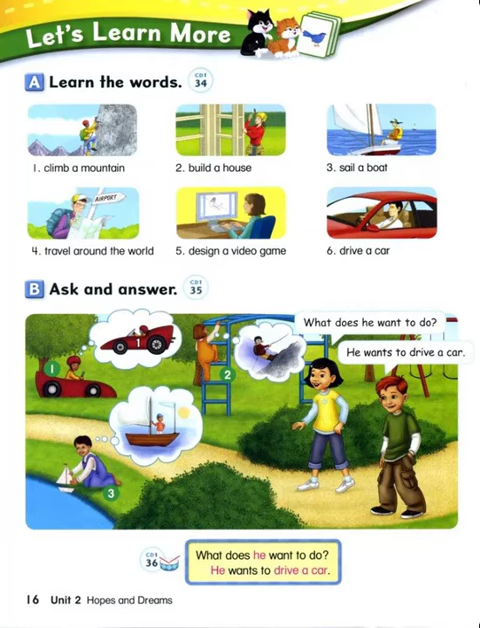 Let's Learn More
A Learn the words. CD1 34
1. climb a mountain
2. build a house
3. sail a boat
AIRPORT
4. travel around the world
5. design a video game
6. drive a car
B Ask and answer. CD1 35
What does he want to do?
He wants to drive a car.
1
1
2
3
CD1 36
What does he want to do?
He wants to drive a car.
16 Unit 2 Hopes and Dreams